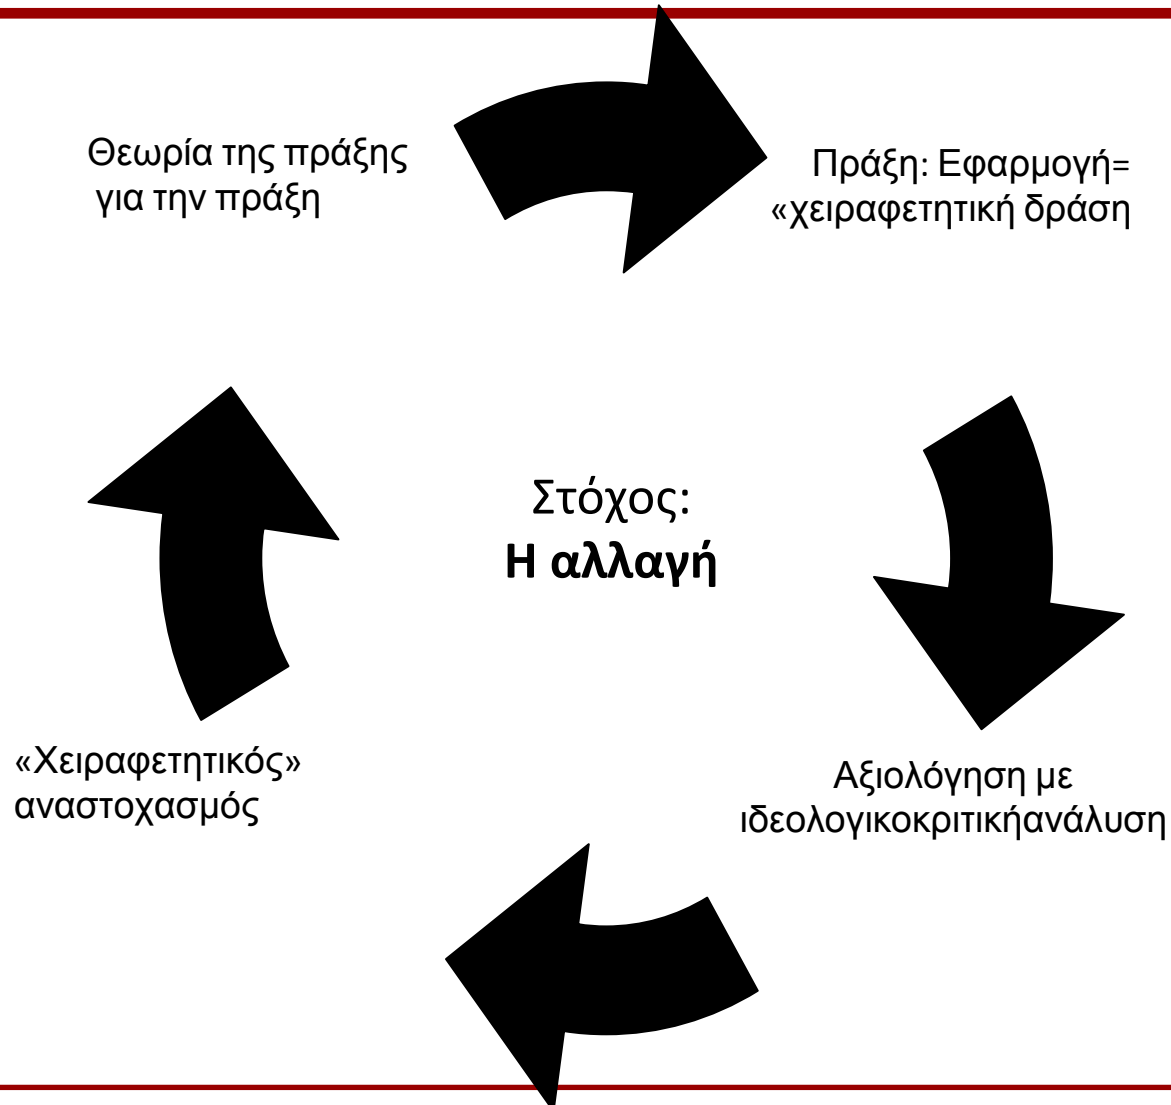 Θεωρία της πράξης
για την πράξη
Πράξη: Εφαρμογή=
«χειραφετητική δράση
Στόχος:
Η αλλαγή
«Χειραφετητικός»
αναστοχασμός
Αξιολόγηση με
ιδεολογικοκριτικήανάλυση